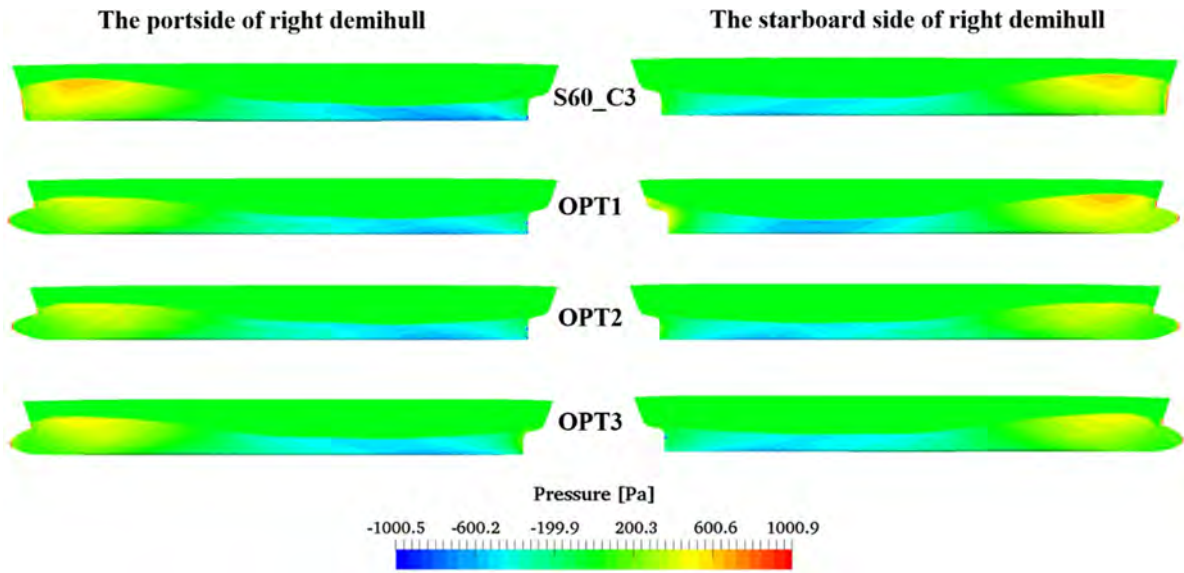 The portside of right demihull
The starboard side of right demihull
S60_C3
OPT1
OPT2
OPT3
Pressure [Pa]
-1000.5 -600.2 -199.9 200.3 600.6 1000.9